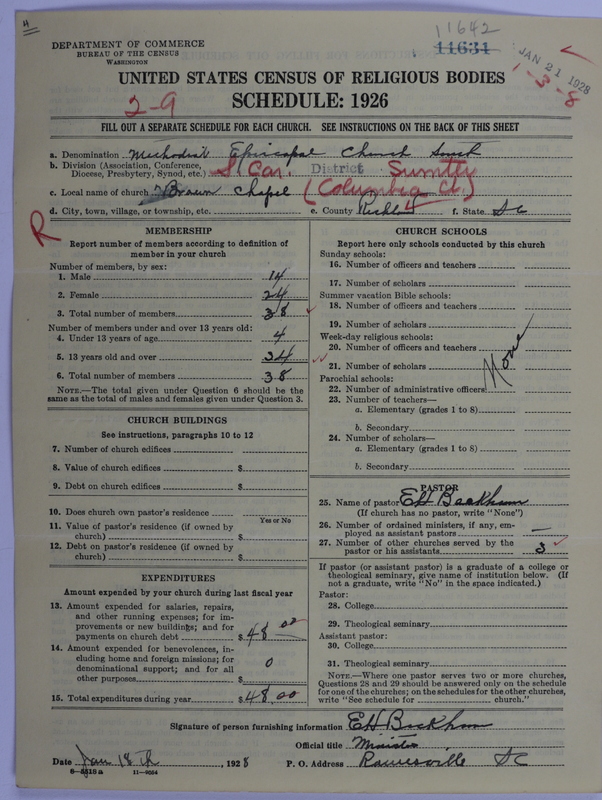 4
11642
DEPARTMENT OF COMMERCE
BUREAU OF THE CENSUS
WASHINGTON
11631
JAN 21 1928
1-3-8
UNITED STATES CENSUS OF RELIGIOUS BODIES
2-9
SCHEDULE: 1926
FILL OUT A SEPARATE SCHEDULE FOR EACH CHURCH. SEE INSTRUCTIONS ON THE BACK OF THIS SHEET
a. Denomination Methodist Episcopal Church South
b. Division (Association, Conference, Diocese, Presbytery, Synod, etc.) S. Car. District Sumter
c. Local name of church Brown Chapel (Columbia Ct.)
d. City, town, village, or township, etc. e. County Richland f. State SC
R
MEMBERSHIP
Report number of members according to definition of
member in your church
Number of members, by sex:
1. Male 14
2. Female 24
3. Total number of members 38
Number of members under and over 13 years old:
4. Under 13 years of age 4
5. 13 years old and over 34
6. Total number of members 38
NOTE.—The total given under Question 6 should be the
same as the total of males and females given under Question 3.
CHURCH BUILDINGS
See instructions, paragraphs 10 to 12
7. Number of church edifices
8. Value of church edifices $
9. Debt on church edifices $
10. Does church own pastor's residence
Yes or No
11. Value of pastor's residence (if owned by
church) $
12. Debt on pastor's residence (if owned by
church) $
EXPENDITURES
Amount expended by your church during last fiscal year
13. Amount expended for salaries, repairs,
and other running expenses; for im-
provements or new buildings; and for
payments on church debt $ 48 00
14. Amount expended for benevolences, in-
cluding home and foreign missions; for
denominational support; and for all
other purposes $ 0
15. Total expenditures during year $ 48.00
CHURCH SCHOOLS
Report here only schools conducted by this church
Sunday schools:
16. Number of officers and teachers
17. Number of scholars
Summer vacation Bible schools:
18. Number of officers and teachers
19. Number of scholars
Week-day religious schools:
20. Number of officers and teachers
21. Number of scholars
None
Parochial schools:
22. Number of administrative officers
23. Number of teachers—
a. Elementary (grades 1 to 8)
b. Secondary
24. Number of scholars—
a. Elementary (grades 1 to 8)
b. Secondary
PASTOR
25. Name of pastor EH Beckham
(If church has no pastor, write "None")
26. Number of ordained ministers, if any, em-
ployed as assistant pastors —
27. Number of other churches served by the
pastor or his assistants 3
If pastor (or assistant pastor) is a graduate of a college or
theological seminary, give name of institution below. (If
not a graduate, write "No" in the space indicated.)
Pastor:
28. College
29. Theological seminary
Assistant pastor:
30. College
31. Theological seminary
NOTE.—Where one pastor serves two or more churches,
Questions 28 and 29 should be answered only on the schedule
for one of the churches; on the schedules for the other churches,
write "See schedule for church."
Signature of person furnishing information EH Beckham
Official title Minister
Date Jan 18th, 1928 P. O. Address SC
8-5518a 11-9054